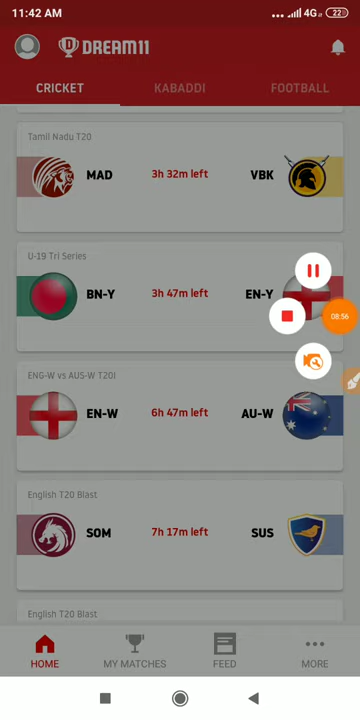 11:42 AM
4G
22
DREAM11
CRICKET KABADDI FOOTBALL
Tamil Nadu T20
MAD 3h 32m left VBK
U-19 Tri Series
BN-Y 3h 47m left EN-Y
08:56
ENG-W vs AUS-W T20I
EN-W 6h 47m left AU-W
English T20 Blast
SOM 7h 17m left SUS
English T20 Blast
HOME MY MATCHES FEED MORE